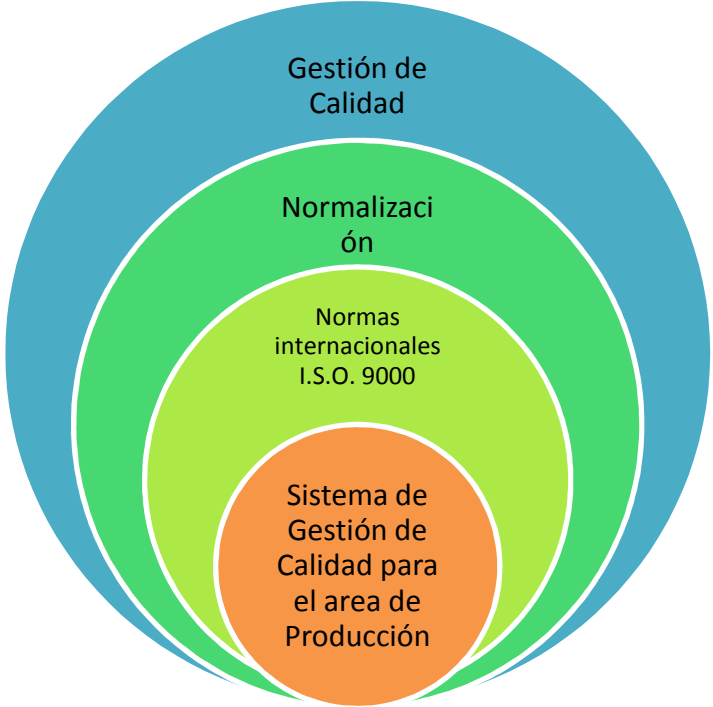 Gestión de
Calidad
Normalizaci
ón
Normas
internacionales
I.S.O. 9000
Sistema de
Gestión de
Calidad para
el area de
Producción